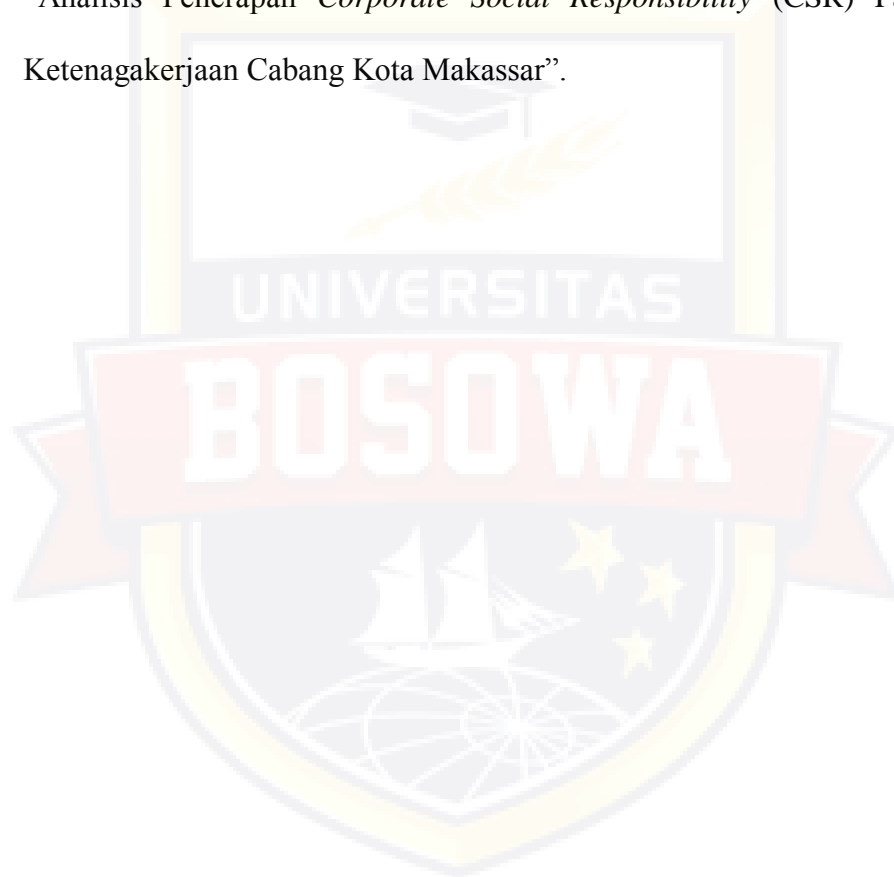 Analisis Penerapan Corporate Social Responsibility (CSR)
Ketenagakerjaan Cabang Kota Makassar”.
UNIVERSITAS
BOSOWA